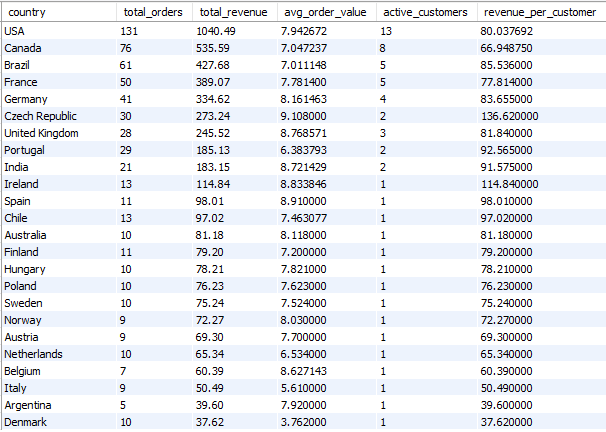 country total_orders total_revenue avg_order_value active_customers revenue_per_customer
USA 131 1040.49 7.942672 13 80.037692
Canada 76 535.59 7.047237 8 66.948750
Brazil 61 427.68 7.011148 5 85.536000
France 50 389.07 7.781400 5 77.814000
Germany 41 334.62 8.161463 4 83.655000
Czech Republic 30 273.24 9.108000 2 136.620000
United Kingdom 28 245.52 8.768571 3 81.840000
Portugal 29 185.13 6.383793 2 92.565000
India 21 183.15 8.721429 2 91.575000
Ireland 13 114.84 8.833846 1 114.840000
Spain 11 98.01 8.910000 1 98.010000
Chile 13 97.02 7.463077 1 97.020000
Australia 10 81.18 8.118000 1 81.180000
Finland 11 79.20 7.200000 1 79.200000
Hungary 10 78.21 7.821000 1 78.210000
Poland 10 76.23 7.623000 1 76.230000
Sweden 10 75.24 7.524000 1 75.240000
Norway 9 72.27 8.030000 1 72.270000
Austria 9 69.30 7.700000 1 69.300000
Netherlands 10 65.34 6.534000 1 65.340000
Belgium 7 60.39 8.627143 1 60.390000
Italy 9 50.49 5.610000 1 50.490000
Argentina 5 39.60 7.920000 1 39.600000
Denmark 10 37.62 3.762000 1 37.620000